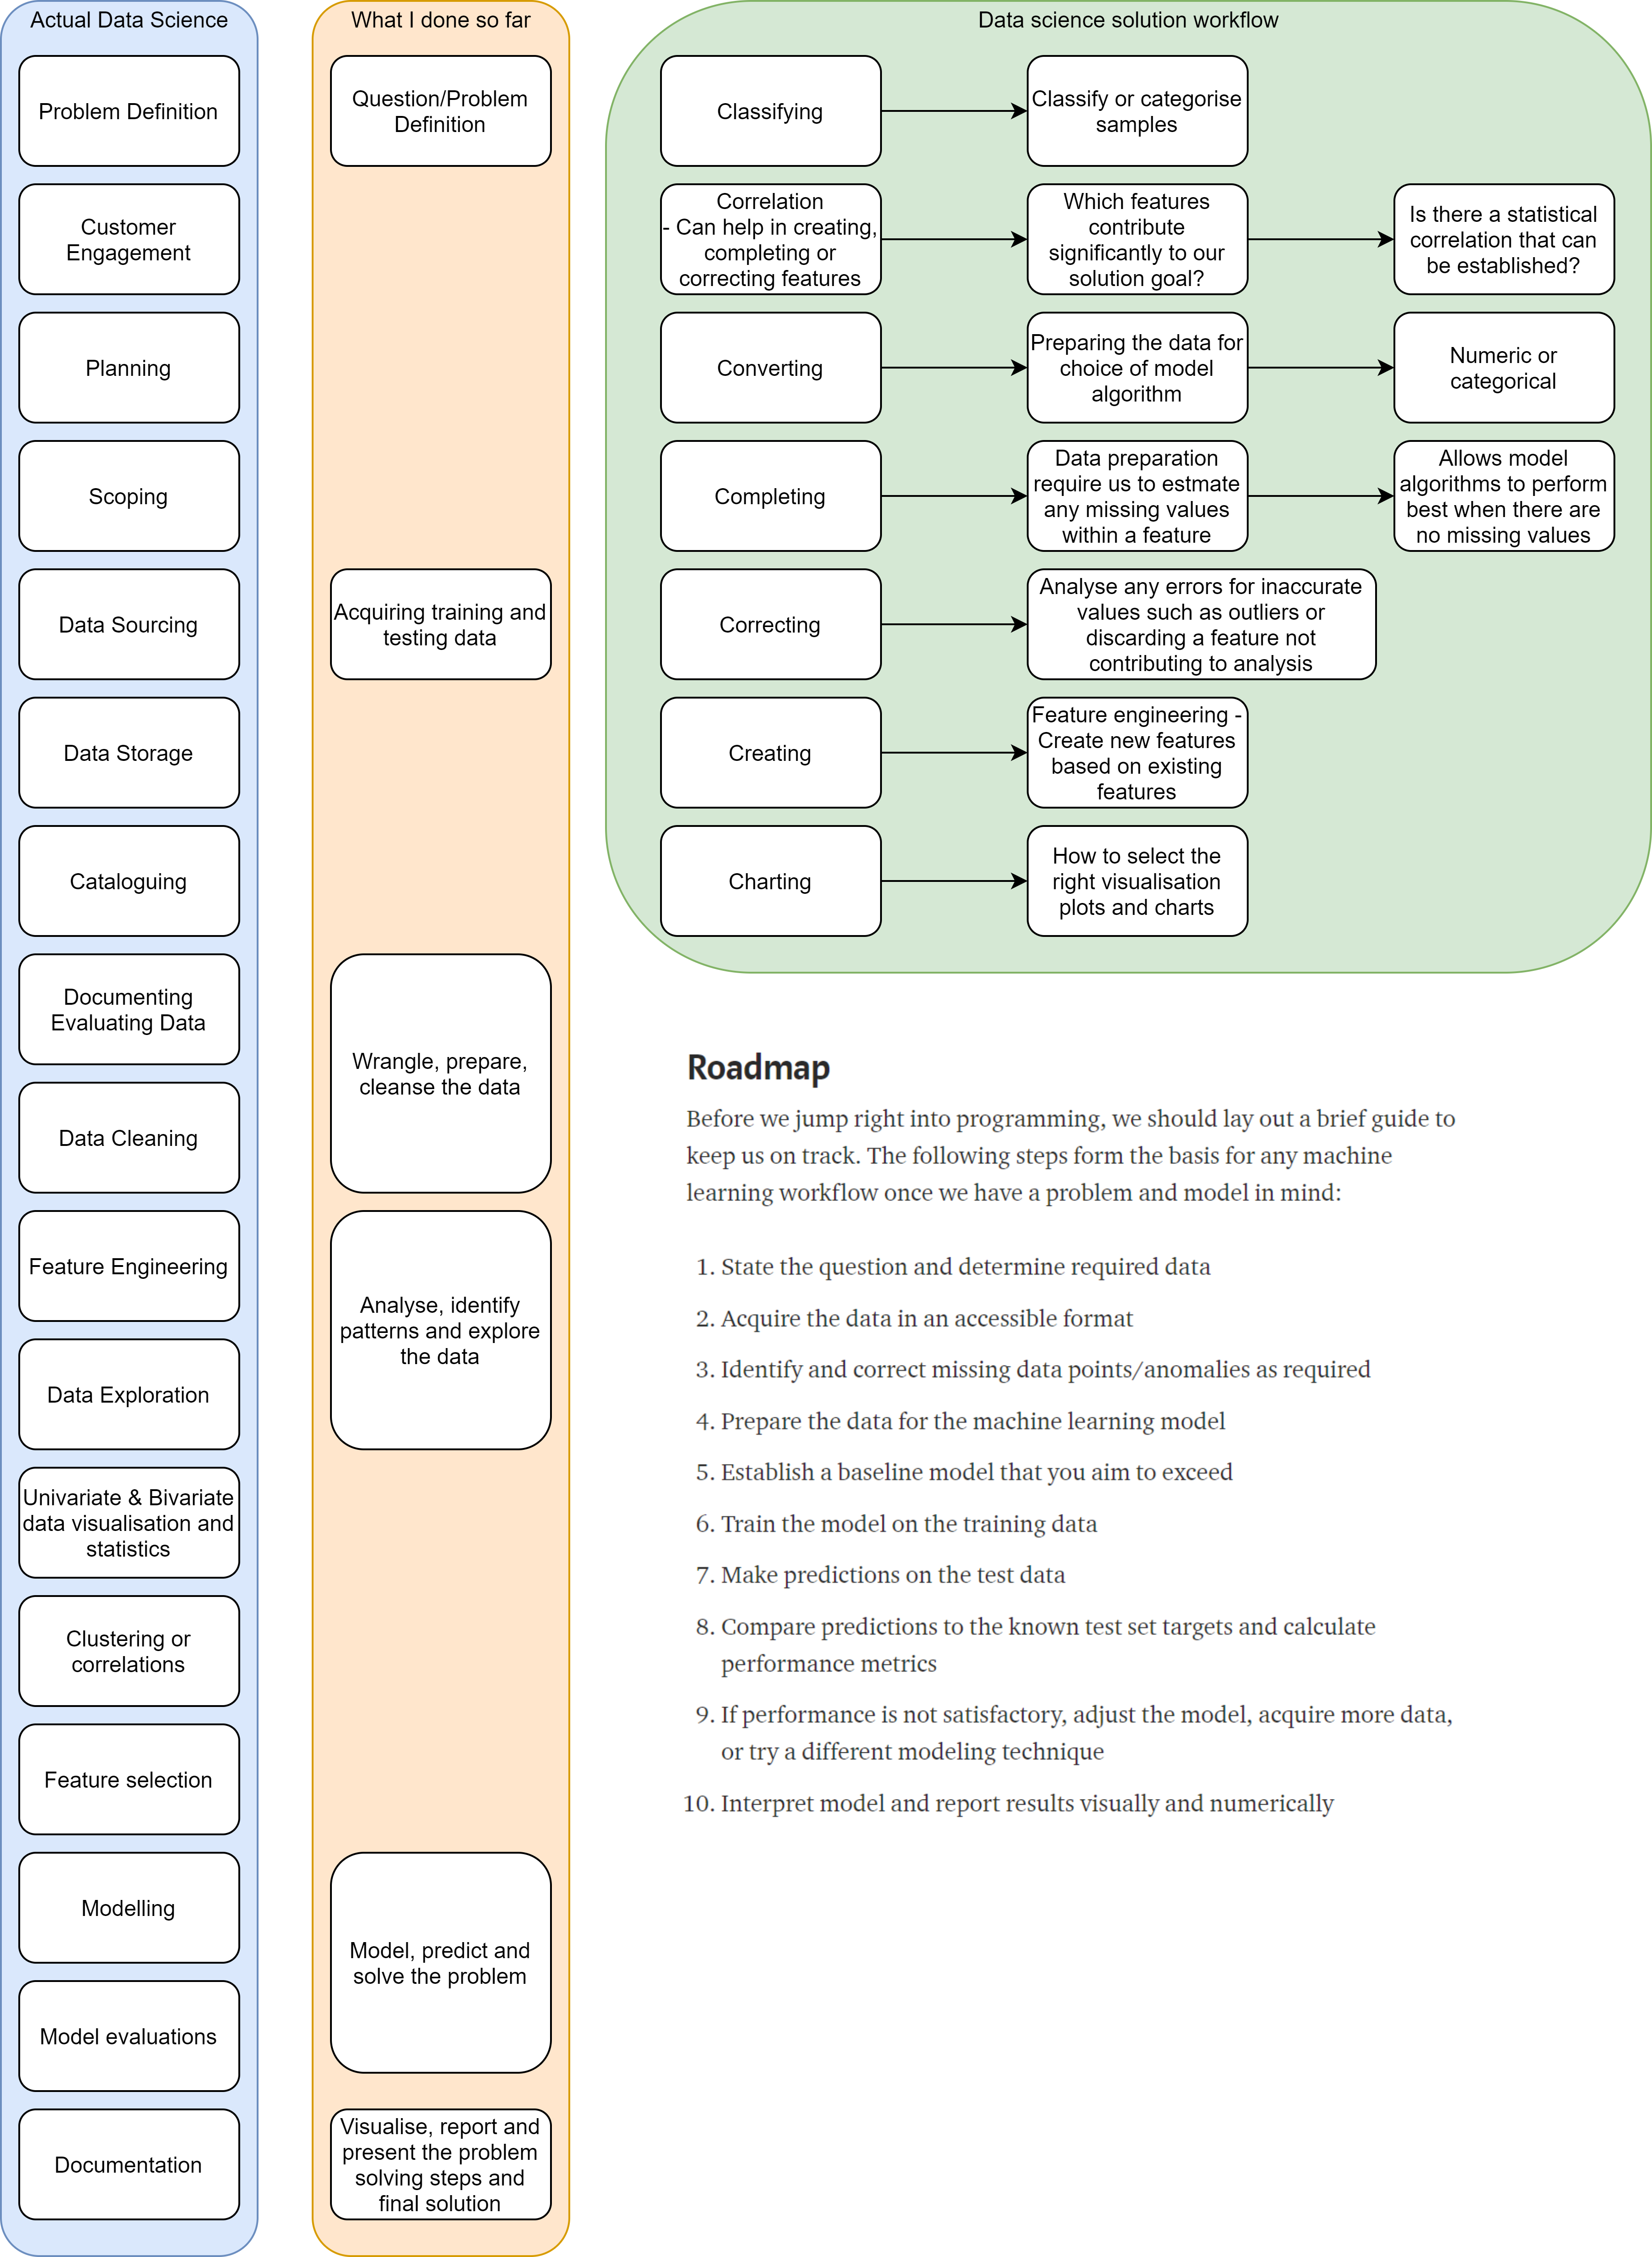 Actual Data Science
Problem Definition
Customer
Engagement
Planning
Scoping
Data Sourcing
Data Storage
Cataloguing
Documenting
Evaluating Data
Data Cleaning
Feature Engineering
Data Exploration
Univariate & Bivariate
data visualisation and
statistics
Clustering or
correlations
Feature selection
Modelling
Model evaluations
Documentation
What I done so far
Question/Problem
Definition
Acquiring training and
testing data
Wrangle, prepare,
cleanse the data
Analyse, identify
patterns and explore
the data
Model, predict and
solve the problem
Visualise, report and
present the problem
solving steps and
final solution
Data science solution workflow
Classifying
Classify or categorise
samples
Correlation
- Can help in creating,
completing or
correcting features
Which features
contribute
significantly to our
solution goal?
Is there a statistical
correlation that can
be established?
Converting
Preparing the data for
choice of model
algorithm
Numeric or
categorical
Completing
Data preparation
require us to estmate
any missing values
within a feature
Allows model
algorithms to perform
best when there are
no missing values
Correcting
Analyse any errors for inaccurate
values such as outliers or
discarding a feature not
contributing to analysis
Creating
Feature engineering -
Create new features
based on existing
features
Charting
How to select the
right visualisation
plots and charts
Roadmap
Before we jump right into programming, we should lay out a brief guide to
keep us on track. The following steps form the basis for any machine
learning workflow once we have a problem and model in mind:
1. State the question and determine required data
2. Acquire the data in an accessible format
3. Identify and correct missing data points/anomalies as required
4. Prepare the data for the machine learning model
5. Establish a baseline model that you aim to exceed
6. Train the model on the training data
7. Make predictions on the test data
8. Compare predictions to the known test set targets and calculate
performance metrics
9. If performance is not satisfactory, adjust the model, acquire more data,
or try a different modeling technique
10. Interpret model and report results visually and numerically